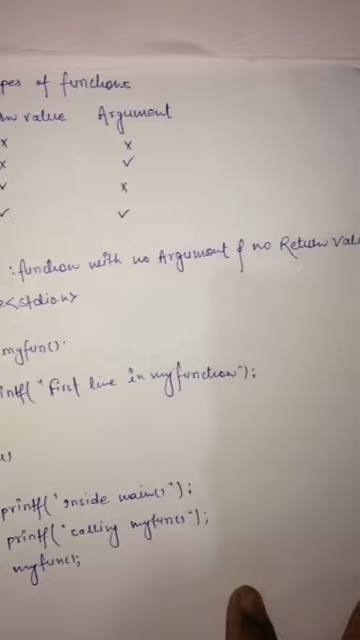 pes of functions
n value Argument
x x
x ✓
✓ x
✓ ✓
: function with no Argument & no Return Val
e<stdion>
myfun()
intf("First line in myfunction");
printf("inside main()");
printf("calling myfun()");
myfun();